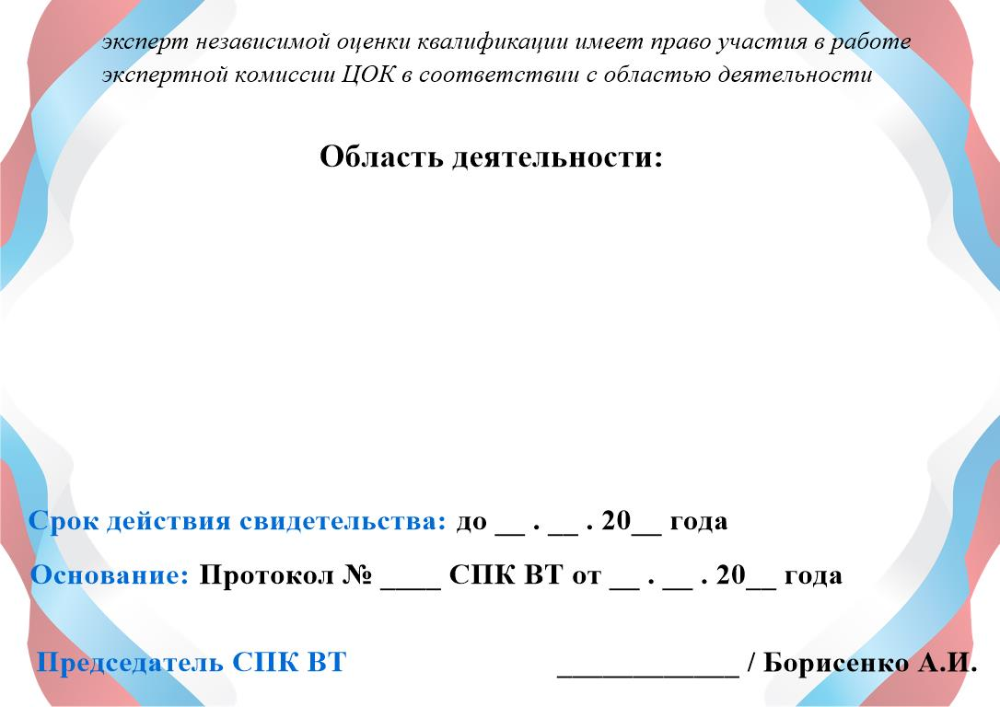 эксперт независимой оценки квалификации имеет право участия в работе
экспертной комиссии ЦОК в соответствии с областью деятельности
Область деятельности:
Срок действия свидетельства: до __ . __ . 20__ года
Основание: Протокол № ____ СПК ВТ от __ . __ . 20__ года
Председатель СПК ВТ ____________ / Борисенко А.И.